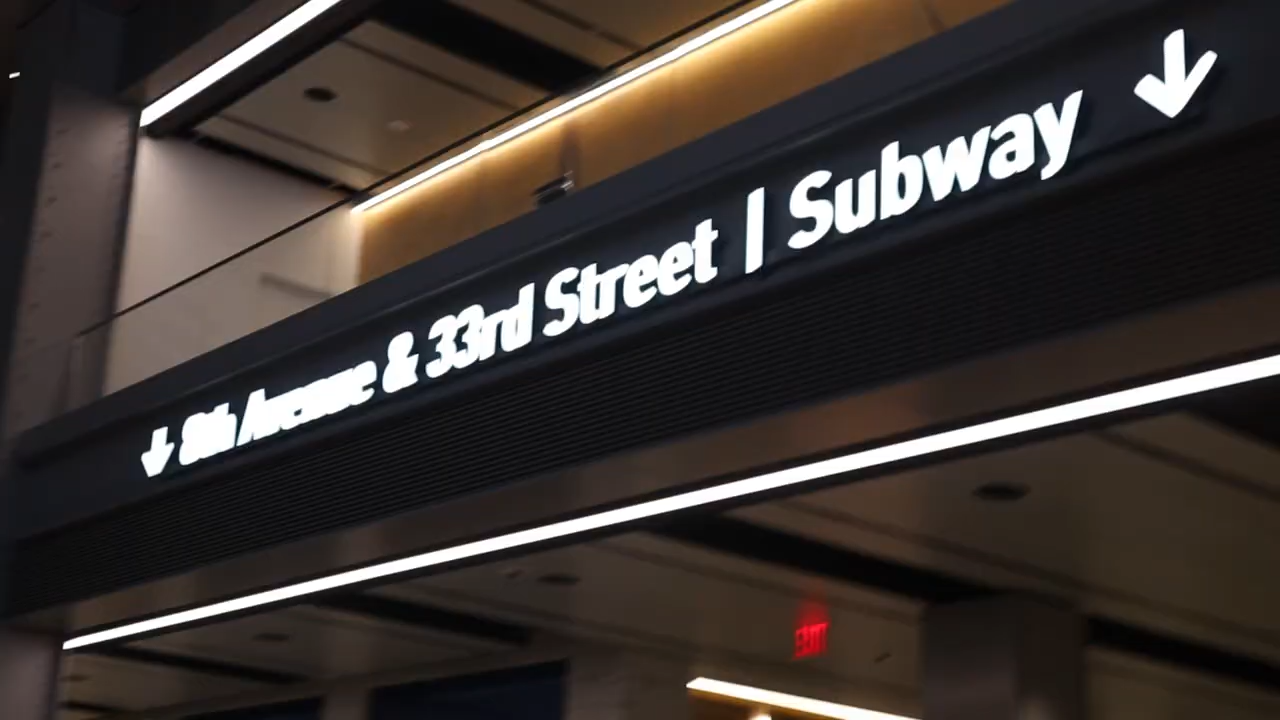 ↓ 8th Avenue & 33rd Street | Subway ↓
EXIT